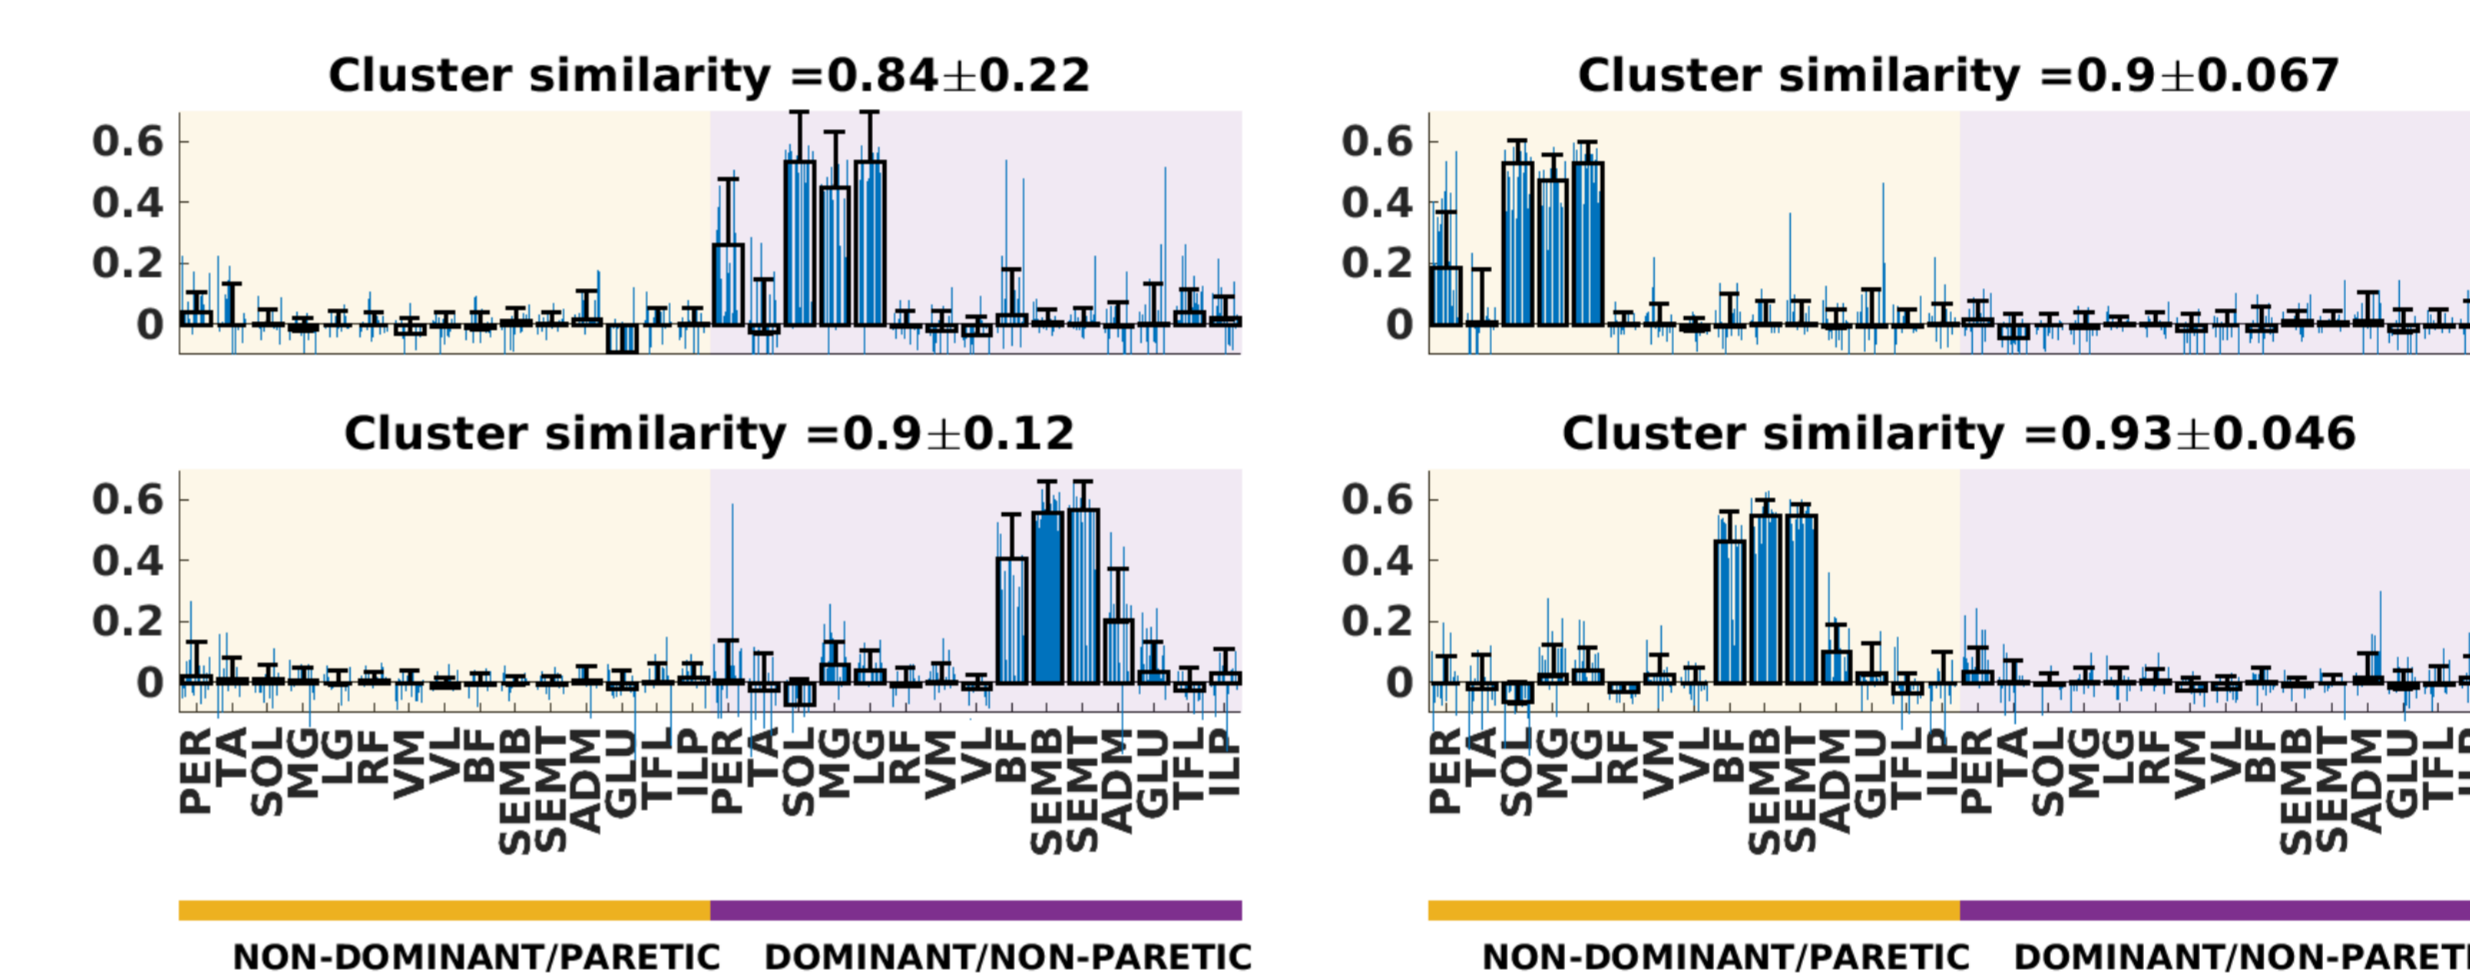 Cluster similarity =0.84±0.22
0.6
0.4
0.2
0
Cluster similarity =0.9±0.067
0.6
0.4
0.2
0
Cluster similarity =0.9±0.12
0.6
0.4
0.2
0
PER TA SOL MG LG RF VM VL BF SEMB SEMT ADM GLU TFL ILP PER TA SOL MG LG RF VM VL BF SEMB SEMT ADM GLU TFL ILP
NON-DOMINANT/PARETIC DOMINANT/NON-PARETIC
Cluster similarity =0.93±0.046
0.6
0.4
0.2
0
PER TA SOL MG LG RF VM VL BF SEMB SEMT ADM GLU TFL ILP PER TA SOL MG LG RF VM VL BF SEMB SEMT ADM GLU TFL
NON-DOMINANT/PARETIC DOMINANT/NON-PARET